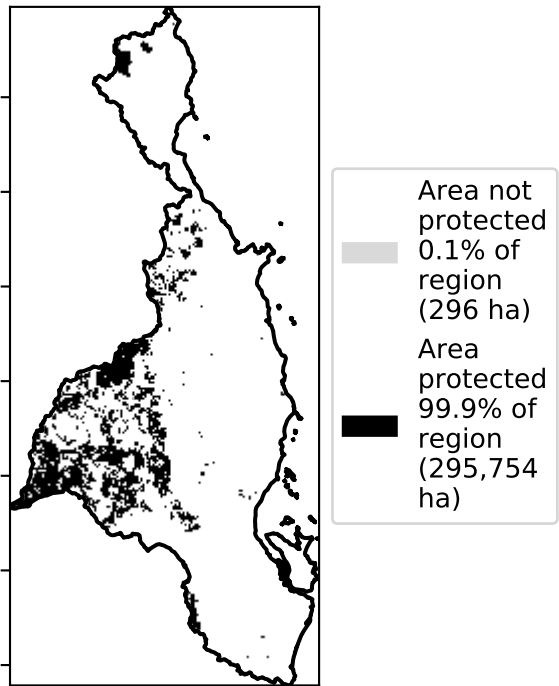 Area not
protected
0.1% of
region
(296 ha)
Area
protected
99.9% of
region
(295,754
ha)